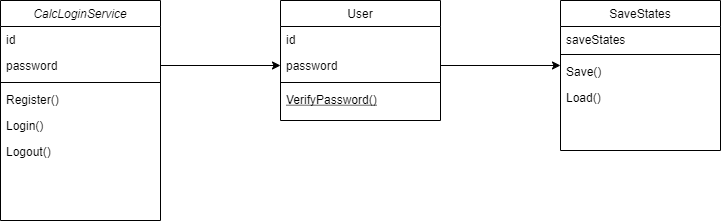 CalcLoginService
id
password
Register()
Login()
Logout()
User
id
password
VerifyPassword()
SaveStates
saveStates
Save()
Load()